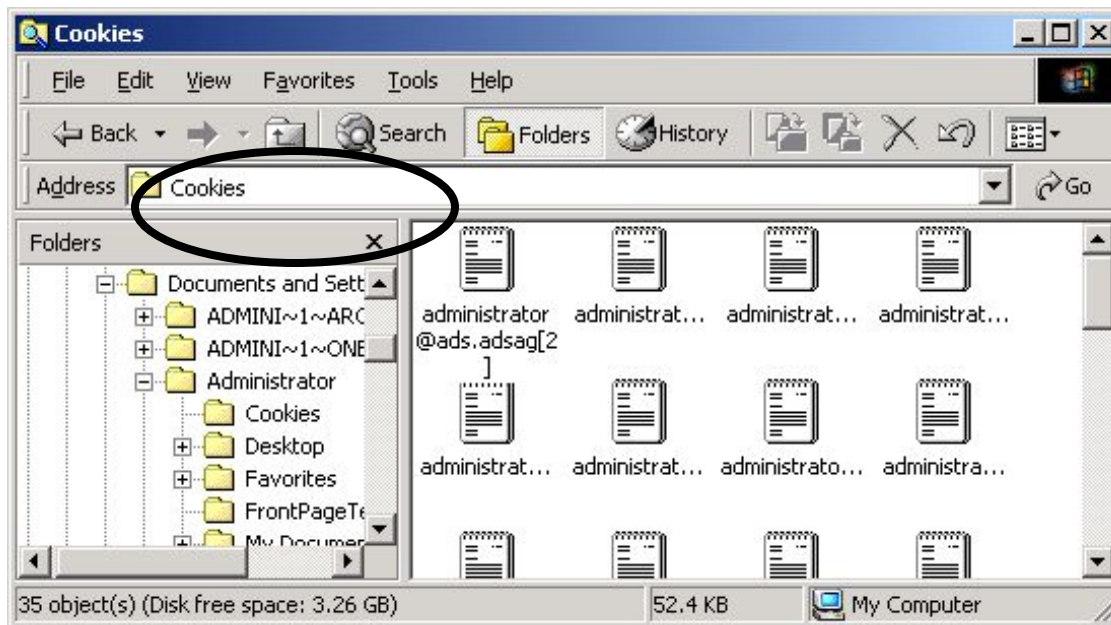 Cookies
File Edit View Favorites Tools Help
Back Search Folders History
Address Cookies Go
Folders
Documents and Sett
ADMINI~1~ARC
ADMINI~1~ONE
Administrator
Cookies
Desktop
Favorites
FrontPageTe
My Documen
administrator
@ads.adsag[2
]
administrat... administrat... administrat...
administrat... administrat... administrato... administra...
35 object(s) (Disk free space: 3.26 GB) 52.4 KB My Computer